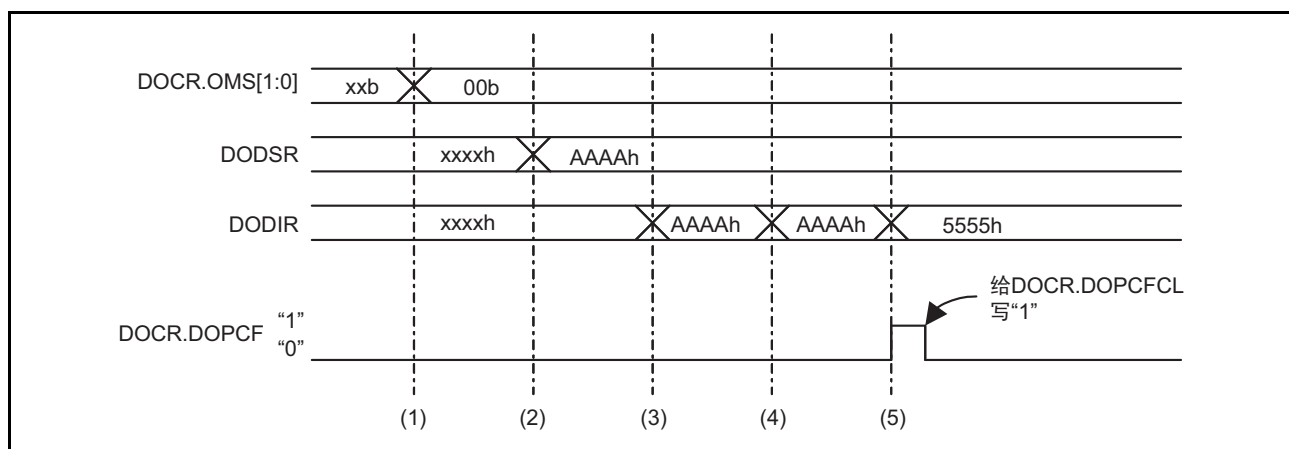 DOCR.OMS[1:0] xxb 00b
DODSR xxxxh AAAAh
DODIR xxxxh AAAAh AAAAh 5555h
给DOCR.DOPCFCL
写“1”
DOCR.DOPCF “1”
“0”
(1) (2) (3) (4) (5)